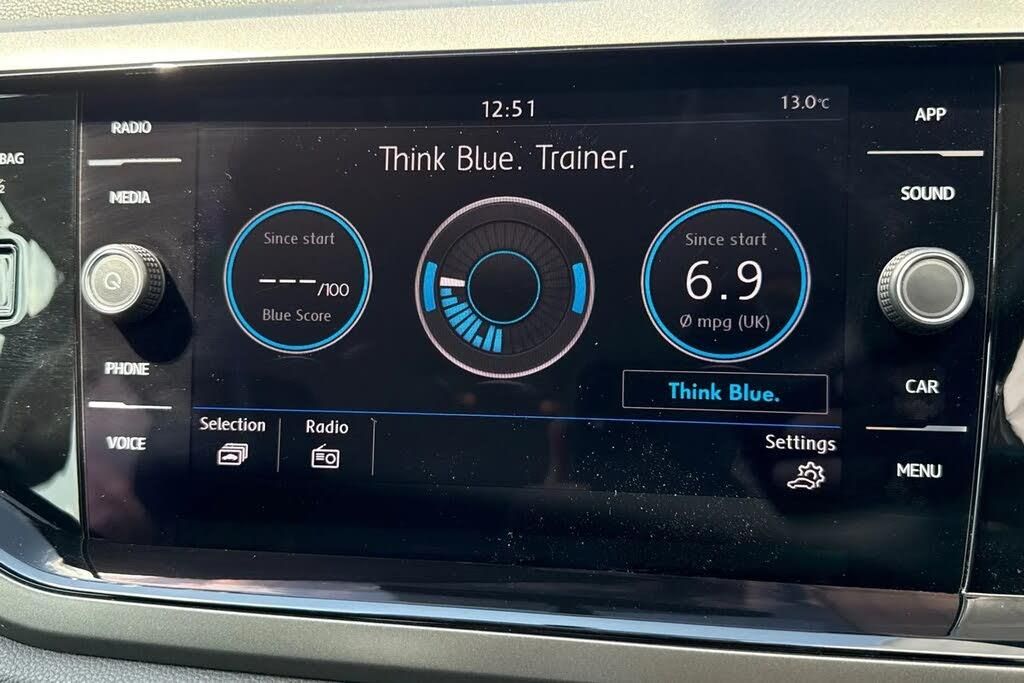 12:51
13.0°C
RADIO
APP
BAG
Think Blue. Trainer.
MEDIA
SOUND
Since start
Since start
---/100
6.9
Blue Score
Ø mpg (UK)
PHONE
CAR
Think Blue.
Selection
Radio
VOICE
Settings
MENU